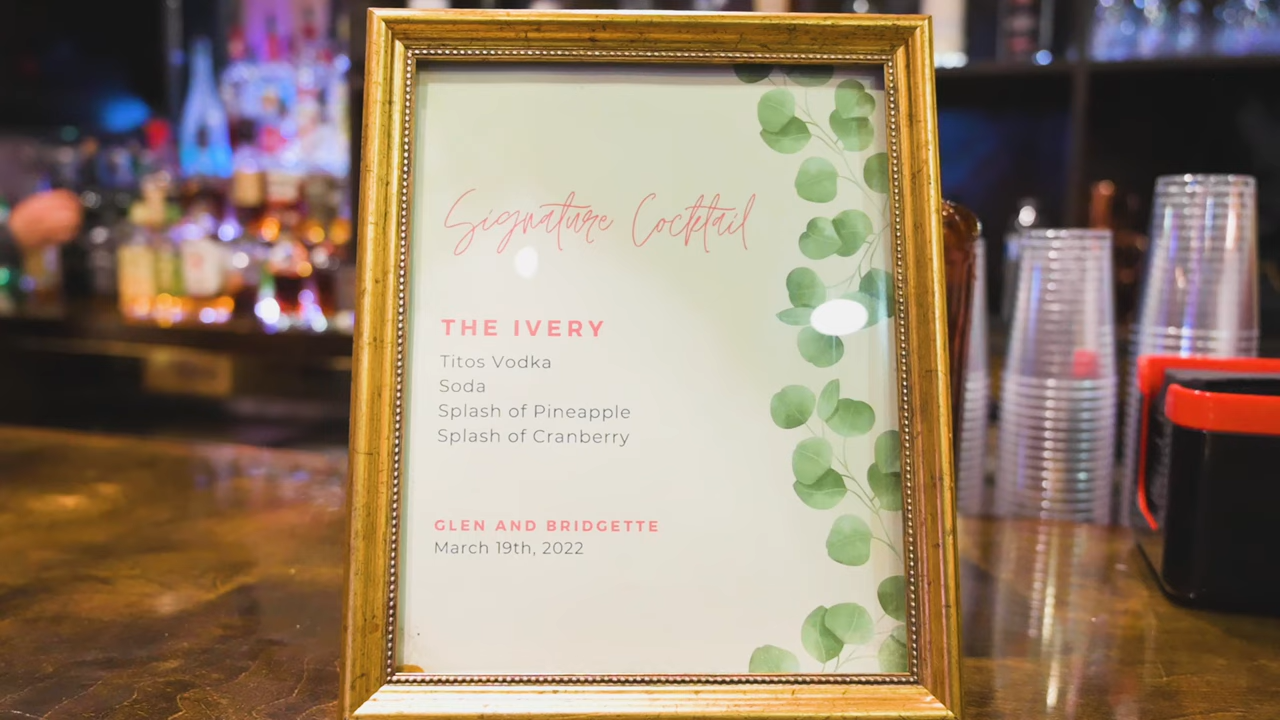 Signature Cocktail
THE IVERY
Titos Vodka
Soda
Splash of Pineapple
Splash of Cranberry
GLEN AND BRIDGETTE
March 19th, 2022